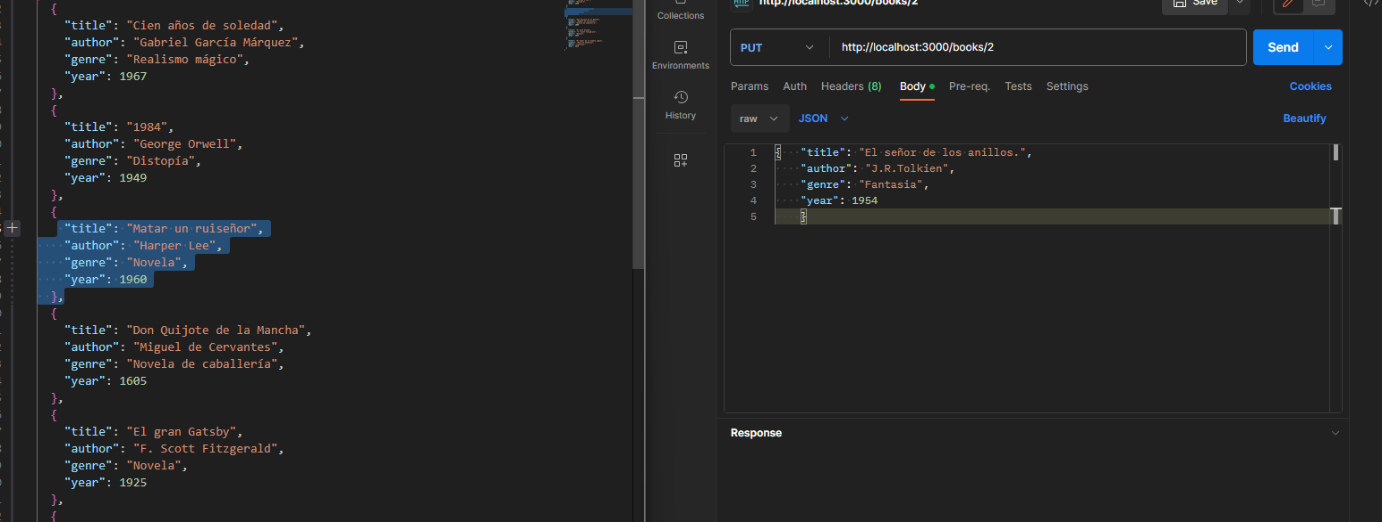 {
"title": "Cien años de soledad",
"author": "Gabriel García Márquez",
"genre": "Realismo mágico",
"year": 1967
},
{
"title": "1984",
"author": "George Orwell",
"genre": "Distopía",
"year": 1949
},
{
"title": "Matar un ruiseñor",
"author": "Harper Lee",
"genre": "Novela",
"year": 1960
},
{
"title": "Don Quijote de la Mancha",
"author": "Miguel de Cervantes",
"genre": "Novela de caballería",
"year": 1605
},
{
"title": "El gran Gatsby",
"author": "F. Scott Fitzgerald",
"genre": "Novela",
"year": 1925
},
{
Collections
Environments
History
http://localhost:3000/books/2
Save
PUT http://localhost:3000/books/2 Send
Params Auth Headers (8) Body Pre-req. Tests Settings Cookies
raw JSON Beautify
1 { "title": "El señor de los anillos.",
2 "author": "J.R.Tolkien",
3 "genre": "Fantasia",
4 "year": 1954
5 }
Response